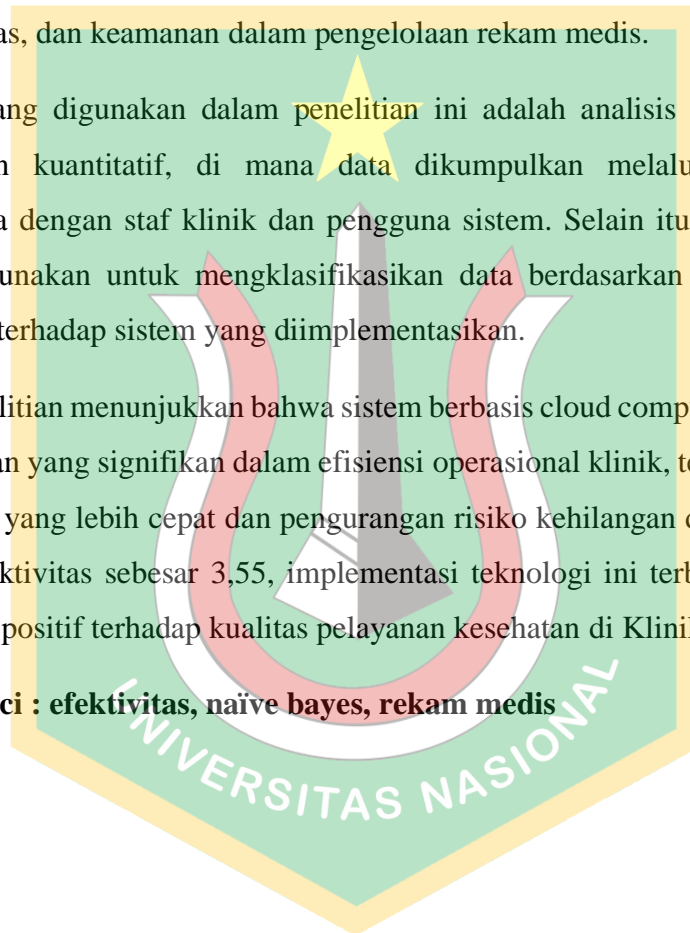 as, dan keamanan dalam pengelolaan rekam medis.
ang digunakan dalam penelitian ini adalah analisis
n kuantitatif, di mana data dikumpulkan melalu
a dengan staf klinik dan pengguna sistem. Selain itu
gunakan untuk mengklasifikasikan data berdasarkan
terhadap sistem yang diimplementasikan.
litian menunjukkan bahwa sistem berbasis cloud comp
an yang signifikan dalam efisiensi operasional klinik, te
yang lebih cepat dan pengurangan risiko kehilangan d
ektivitas sebesar 3,55, implementasi teknologi ini terb
positif terhadap kualitas pelayanan kesehatan di Klinik
ci : efektivitas, naïve bayes, rekam medis
UNIVERSITAS NASIONAL